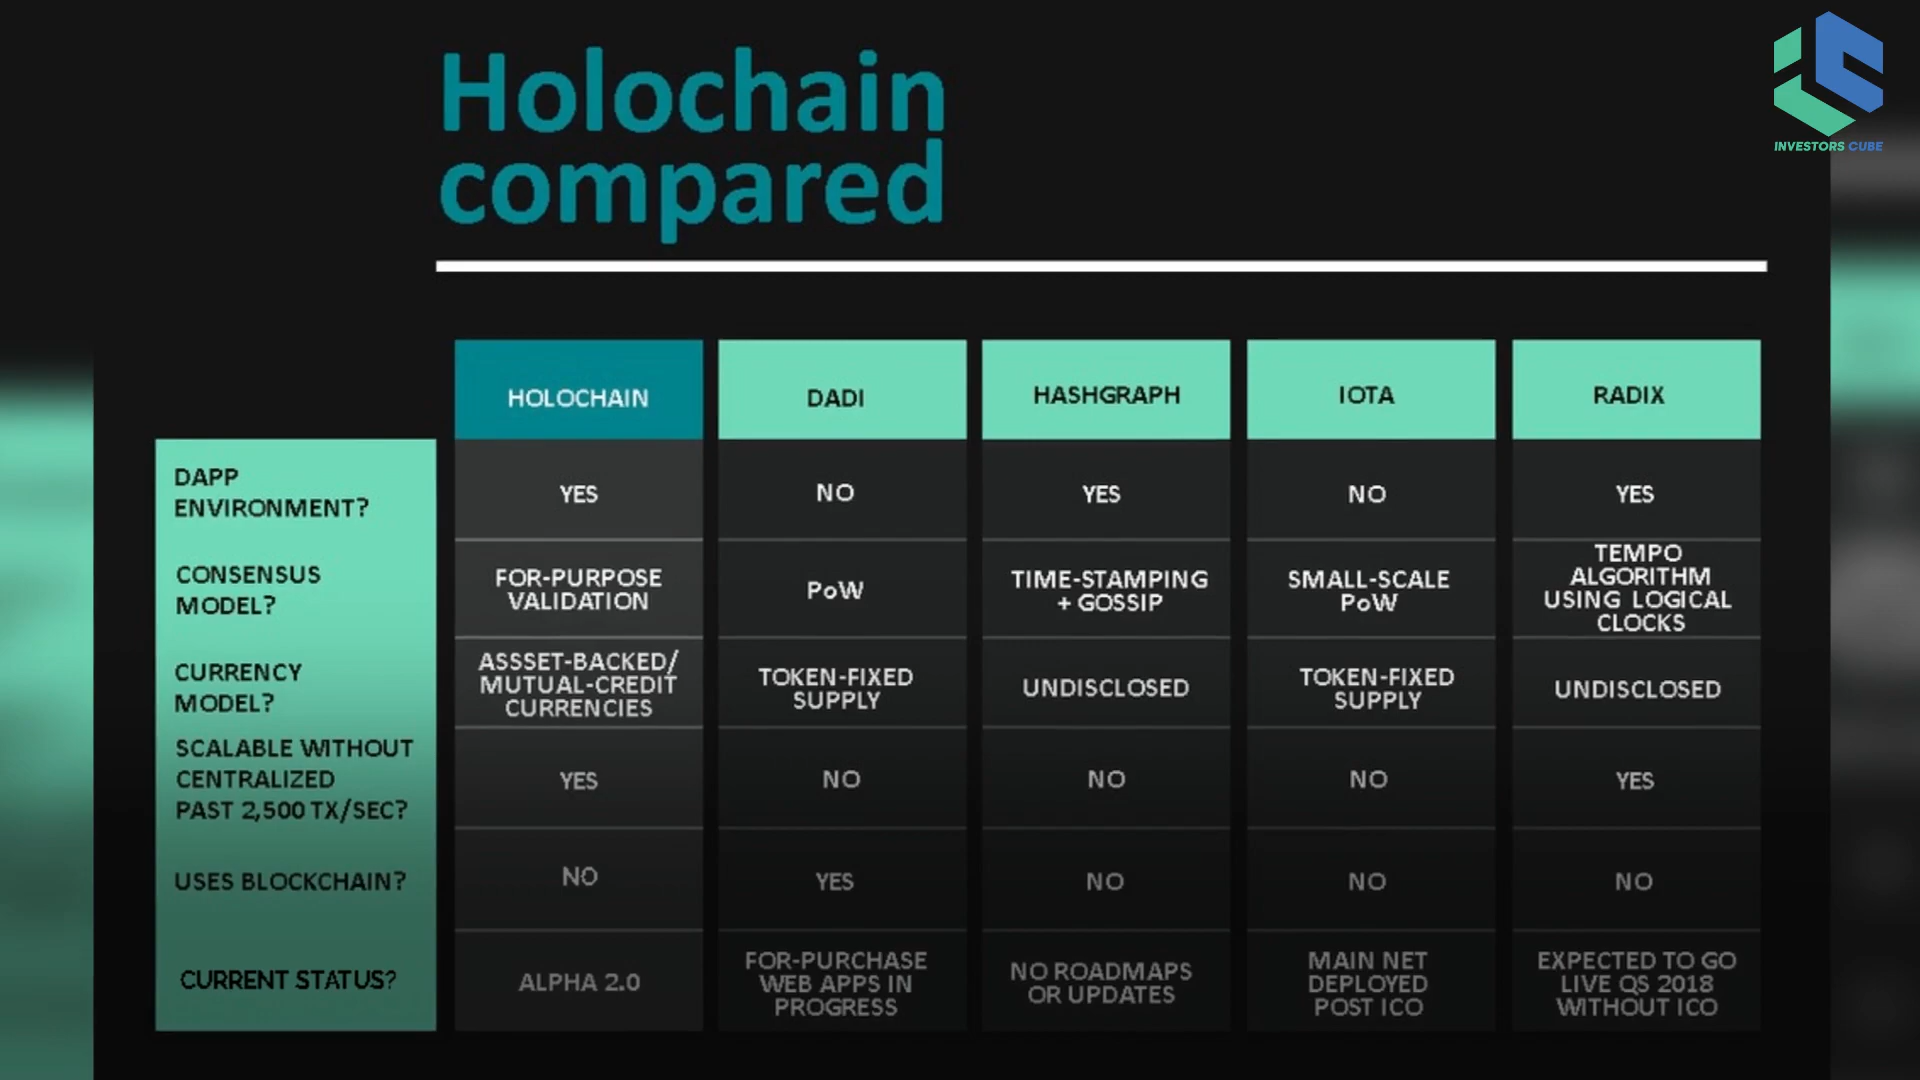 Holochain
compared
INVESTORS CUBE
HOLOCHAIN
DADI
HASHGRAPH
IOTA
RADIX
DAPP
ENVIRONMENT?
YES
NO
YES
NO
YES
CONSENSUS
MODEL?
FOR-PURPOSE
VALIDATION
PoW
TIME-STAMPING
+ GOSSIP
SMALL-SCALE
PoW
TEMPO
ALGORITHM
USING LOGICAL
CLOCKS
CURRENCY
MODEL?
ASSSET-BACKED/
MUTUAL-CREDIT
CURRENCIES
TOKEN-FIXED
SUPPLY
UNDISCLOSED
TOKEN-FIXED
SUPPLY
UNDISCLOSED
SCALABLE WITHOUT
CENTRALIZED
PAST 2,500 TX/SEC?
YES
NO
NO
NO
YES
USES BLOCKCHAIN?
NO
YES
NO
NO
NO
CURRENT STATUS?
ALPHA 2.0
FOR-PURCHASE
WEB APPS IN
PROGRESS
NO ROADMAPS
OR UPDATES
MAIN NET
DEPLOYED
POST ICO
EXPECTED TO GO
LIVE QS 2018
WITHOUT ICO